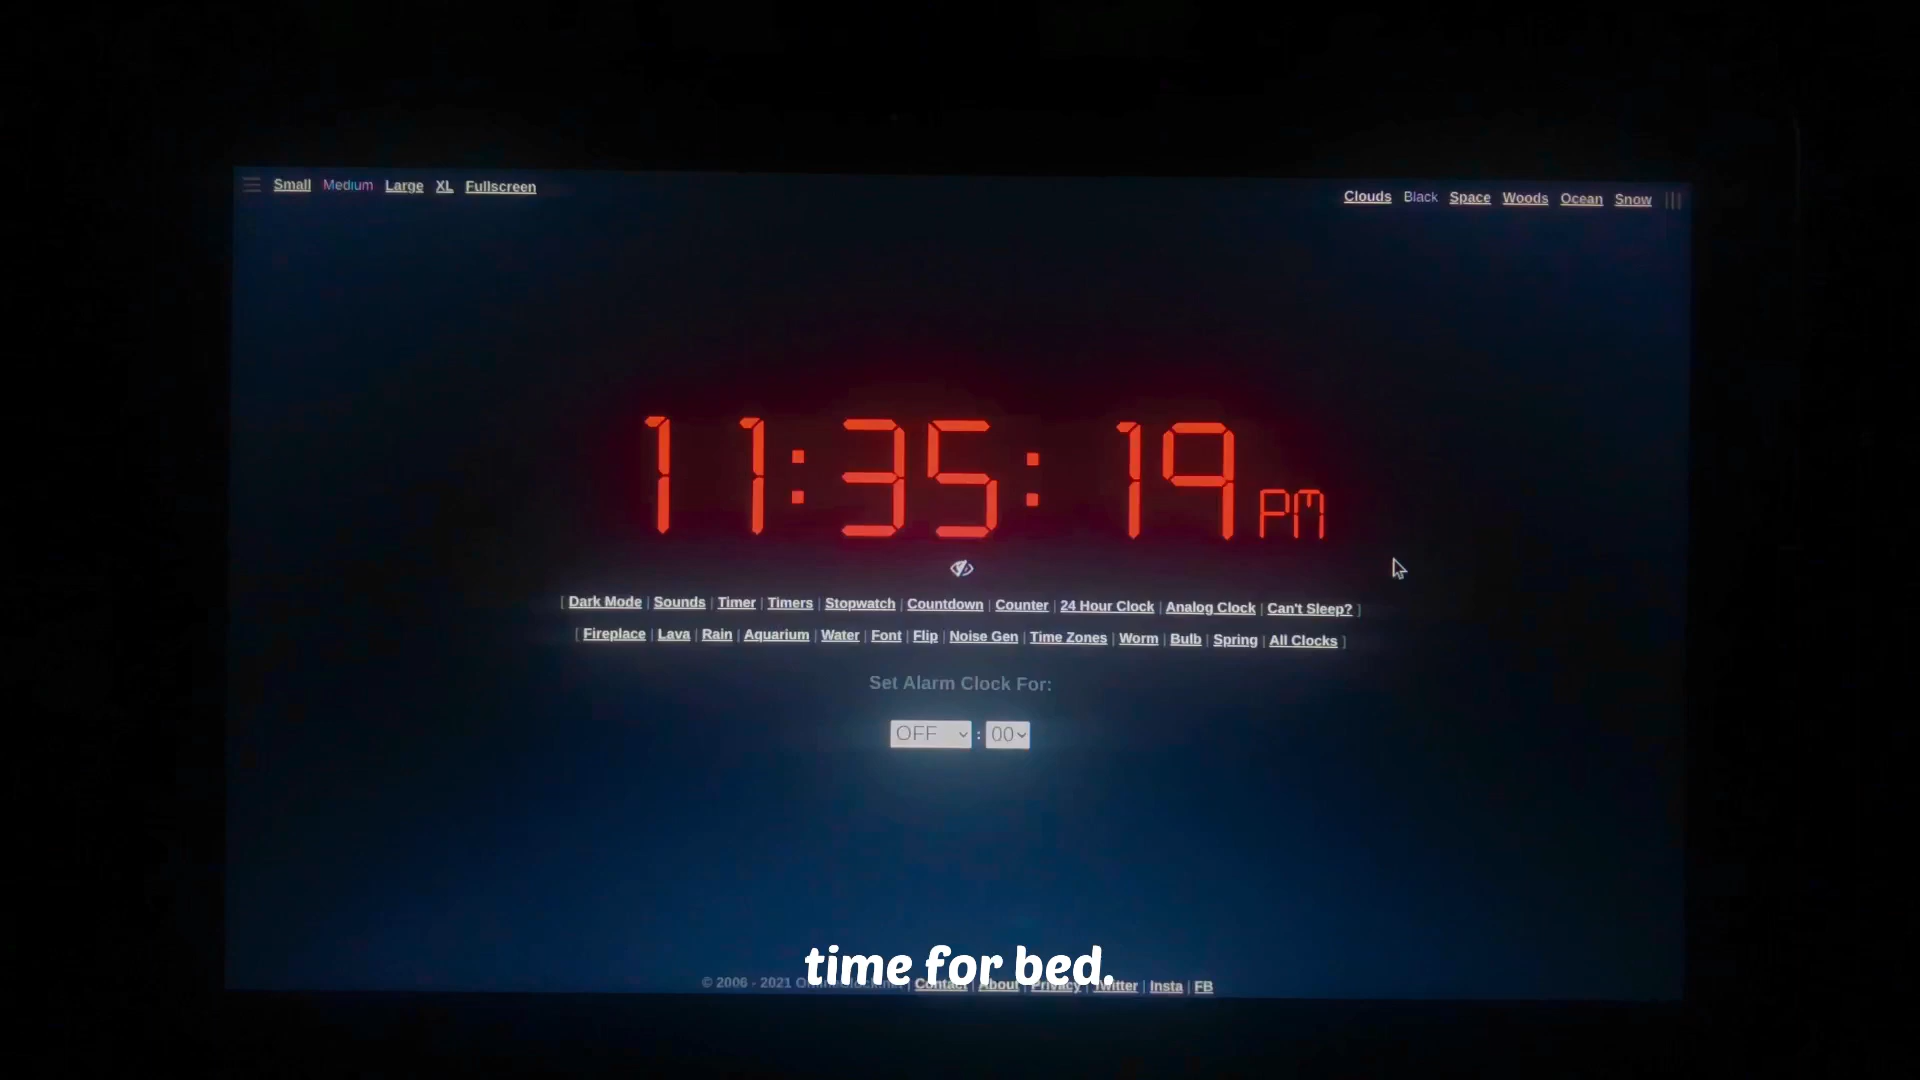 Small Medium Large XL Fullscreen
Clouds Black Space Woods Ocean Snow
11:35:19 PM
[ Dark Mode | Sounds | Timer | Timers | Stopwatch | Countdown | Counter | 24 Hour Clock | Analog Clock | Can't Sleep? ]
[ Fireplace | Lava | Rain | Aquarium | Water | Font | Flip | Noise Gen | Time Zones | Worm | Bulb | Spring | All Clocks ]
Set Alarm Clock For:
OFF : 00
time for bed.
© 2006 - 2021 | Contact | About | Privacy | Twitter | Insta | FB